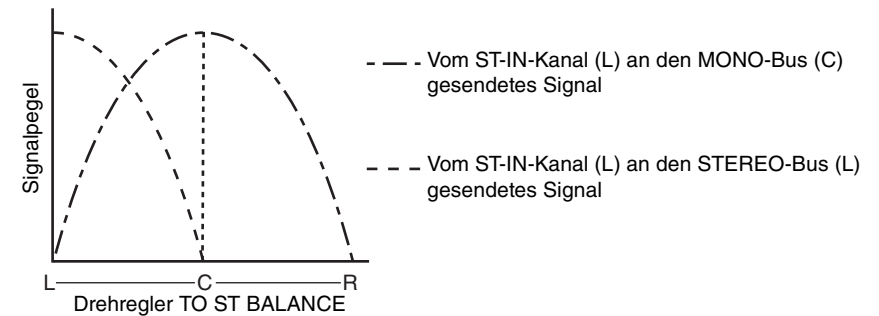 Signalpegel
Vom ST-IN-Kanal (L) an den MONO-Bus (C)
gesendetes Signal
Vom ST-IN-Kanal (L) an den STEREO-Bus (L)
gesendetes Signal
L C R
Drehregler TO ST BALANCE